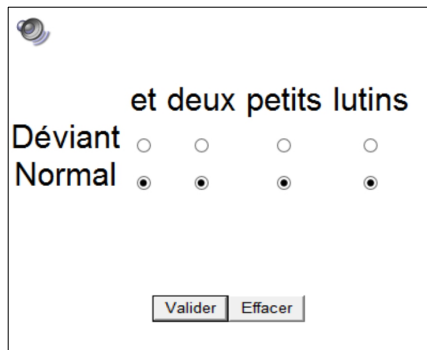 et deux petits lutins
Déviant
Normal
Valider Effacer